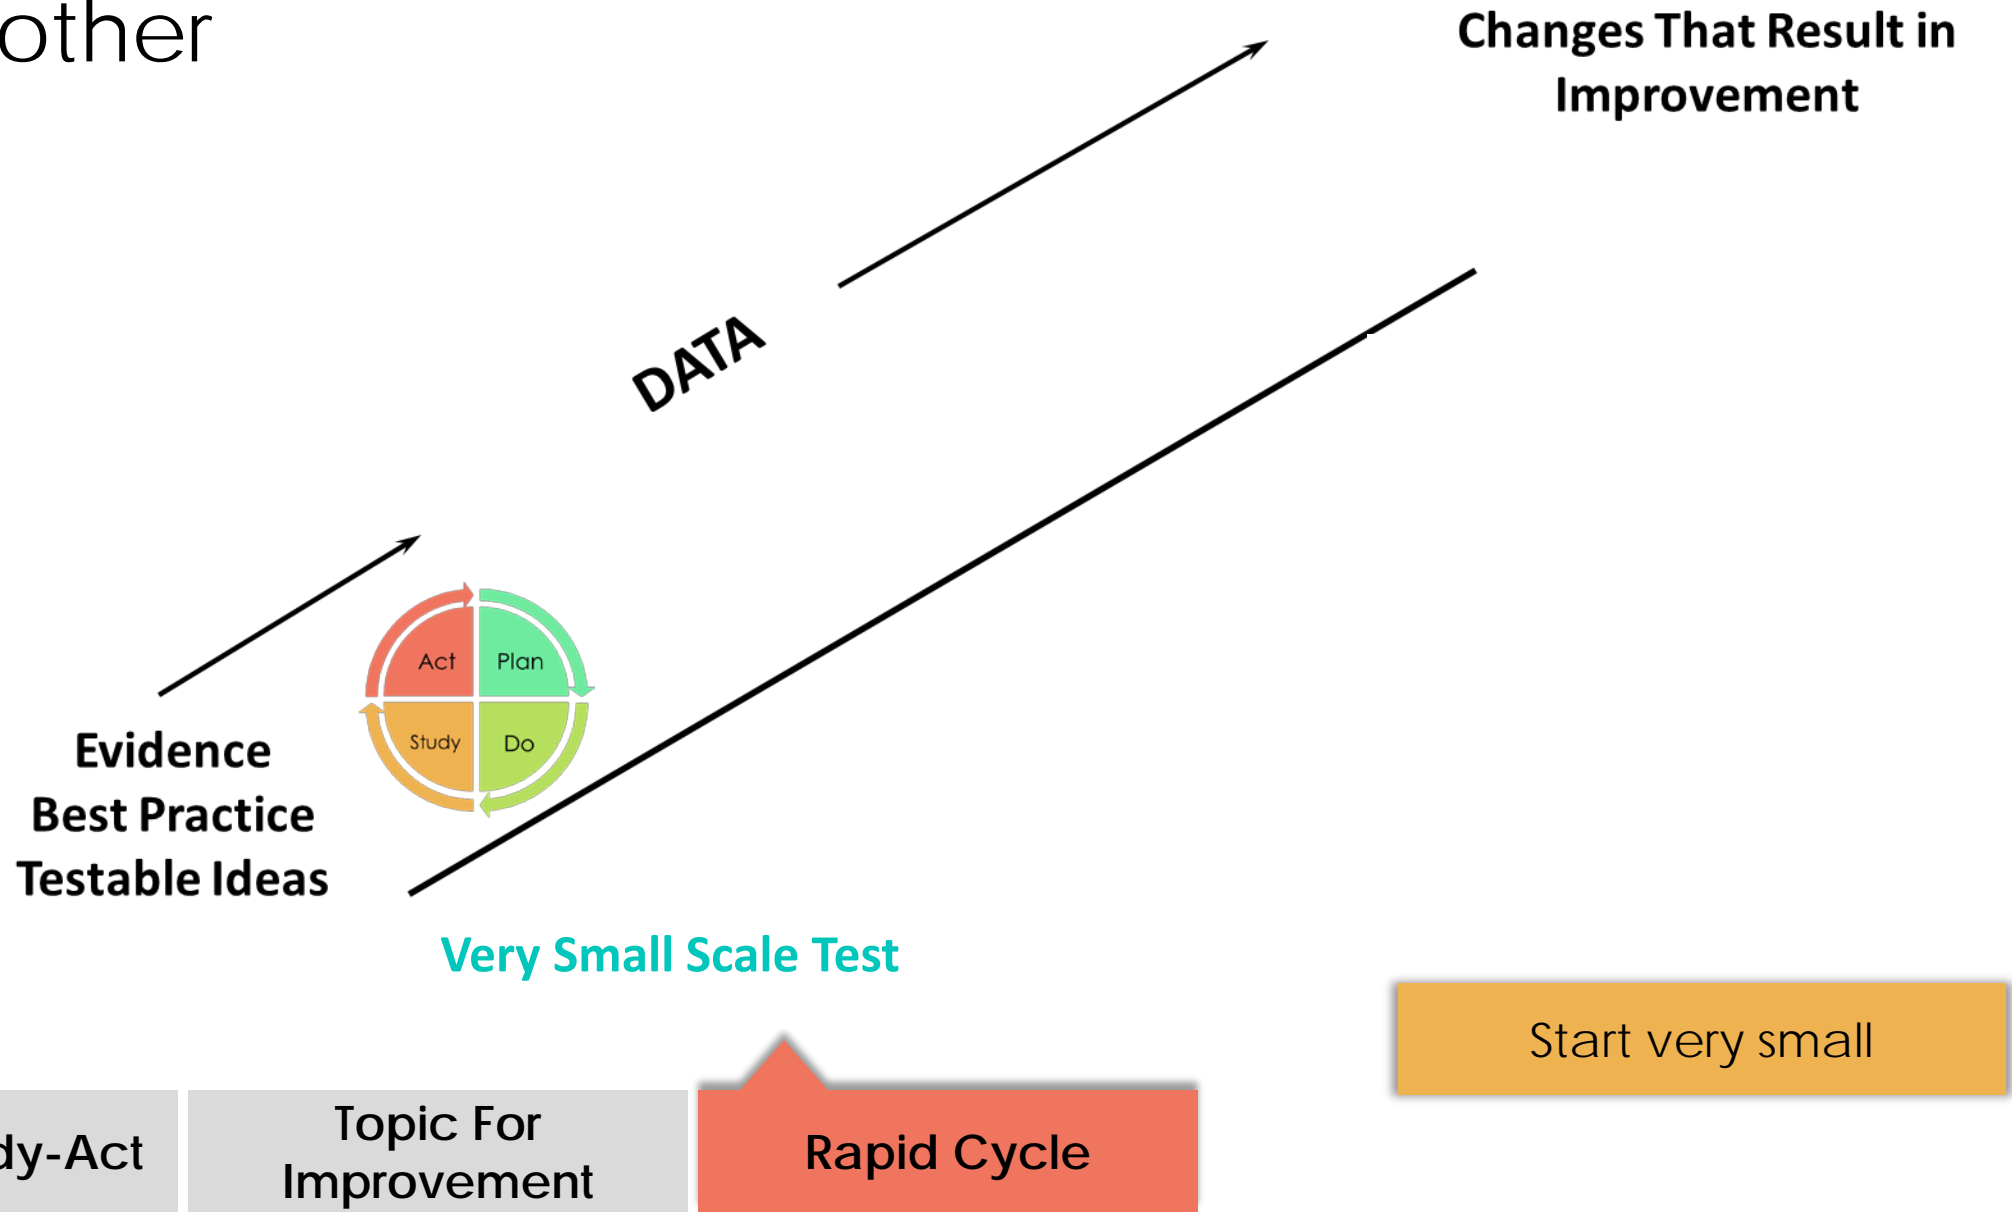 other
Changes That Result in
Improvement
DATA
Act
Plan
Study
Do
Evidence
Best Practice
Testable Ideas
Very Small Scale Test
Start very small
dy-Act
Topic For
Improvement
Rapid Cycle